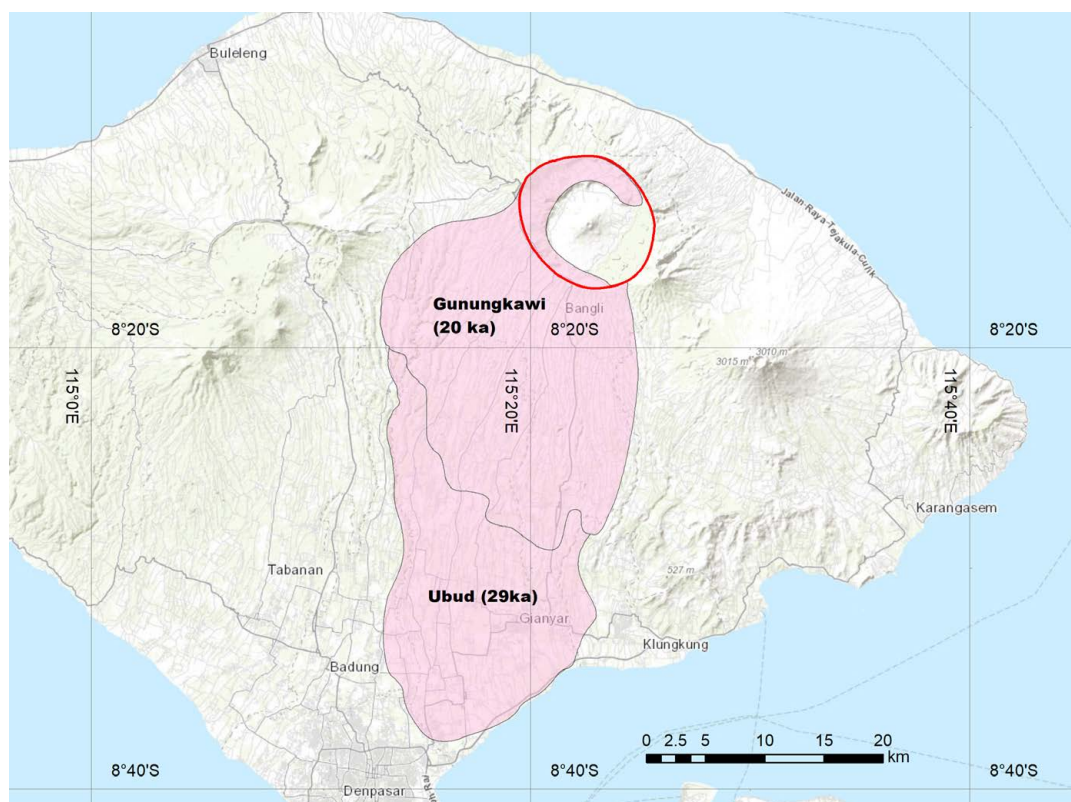 Buleleng
Jalan-Raya-Tejakula-Culik
Gunungkawi
(20 ka)
Bangli
8°20'S
8°20'S
8°20'S
3010 m
3015 m
115°0'E
115°20'E
115°40'E
Karangasem
527 m
Tabanan
Ubud (29ka)
Gianyar
Klungkung
Badung
0 2.5 5 10 15 20
km
8°40'S
8°40'S
8°40'S
Denpasar